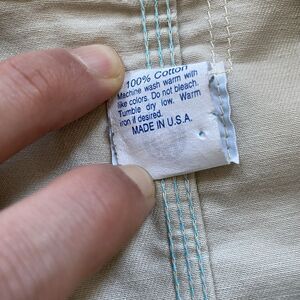 100% Cotton
Machine wash warm with
like colors. Do not bleach.
Tumble dry low. Warm
iron if desired.
MADE IN U.S.A.